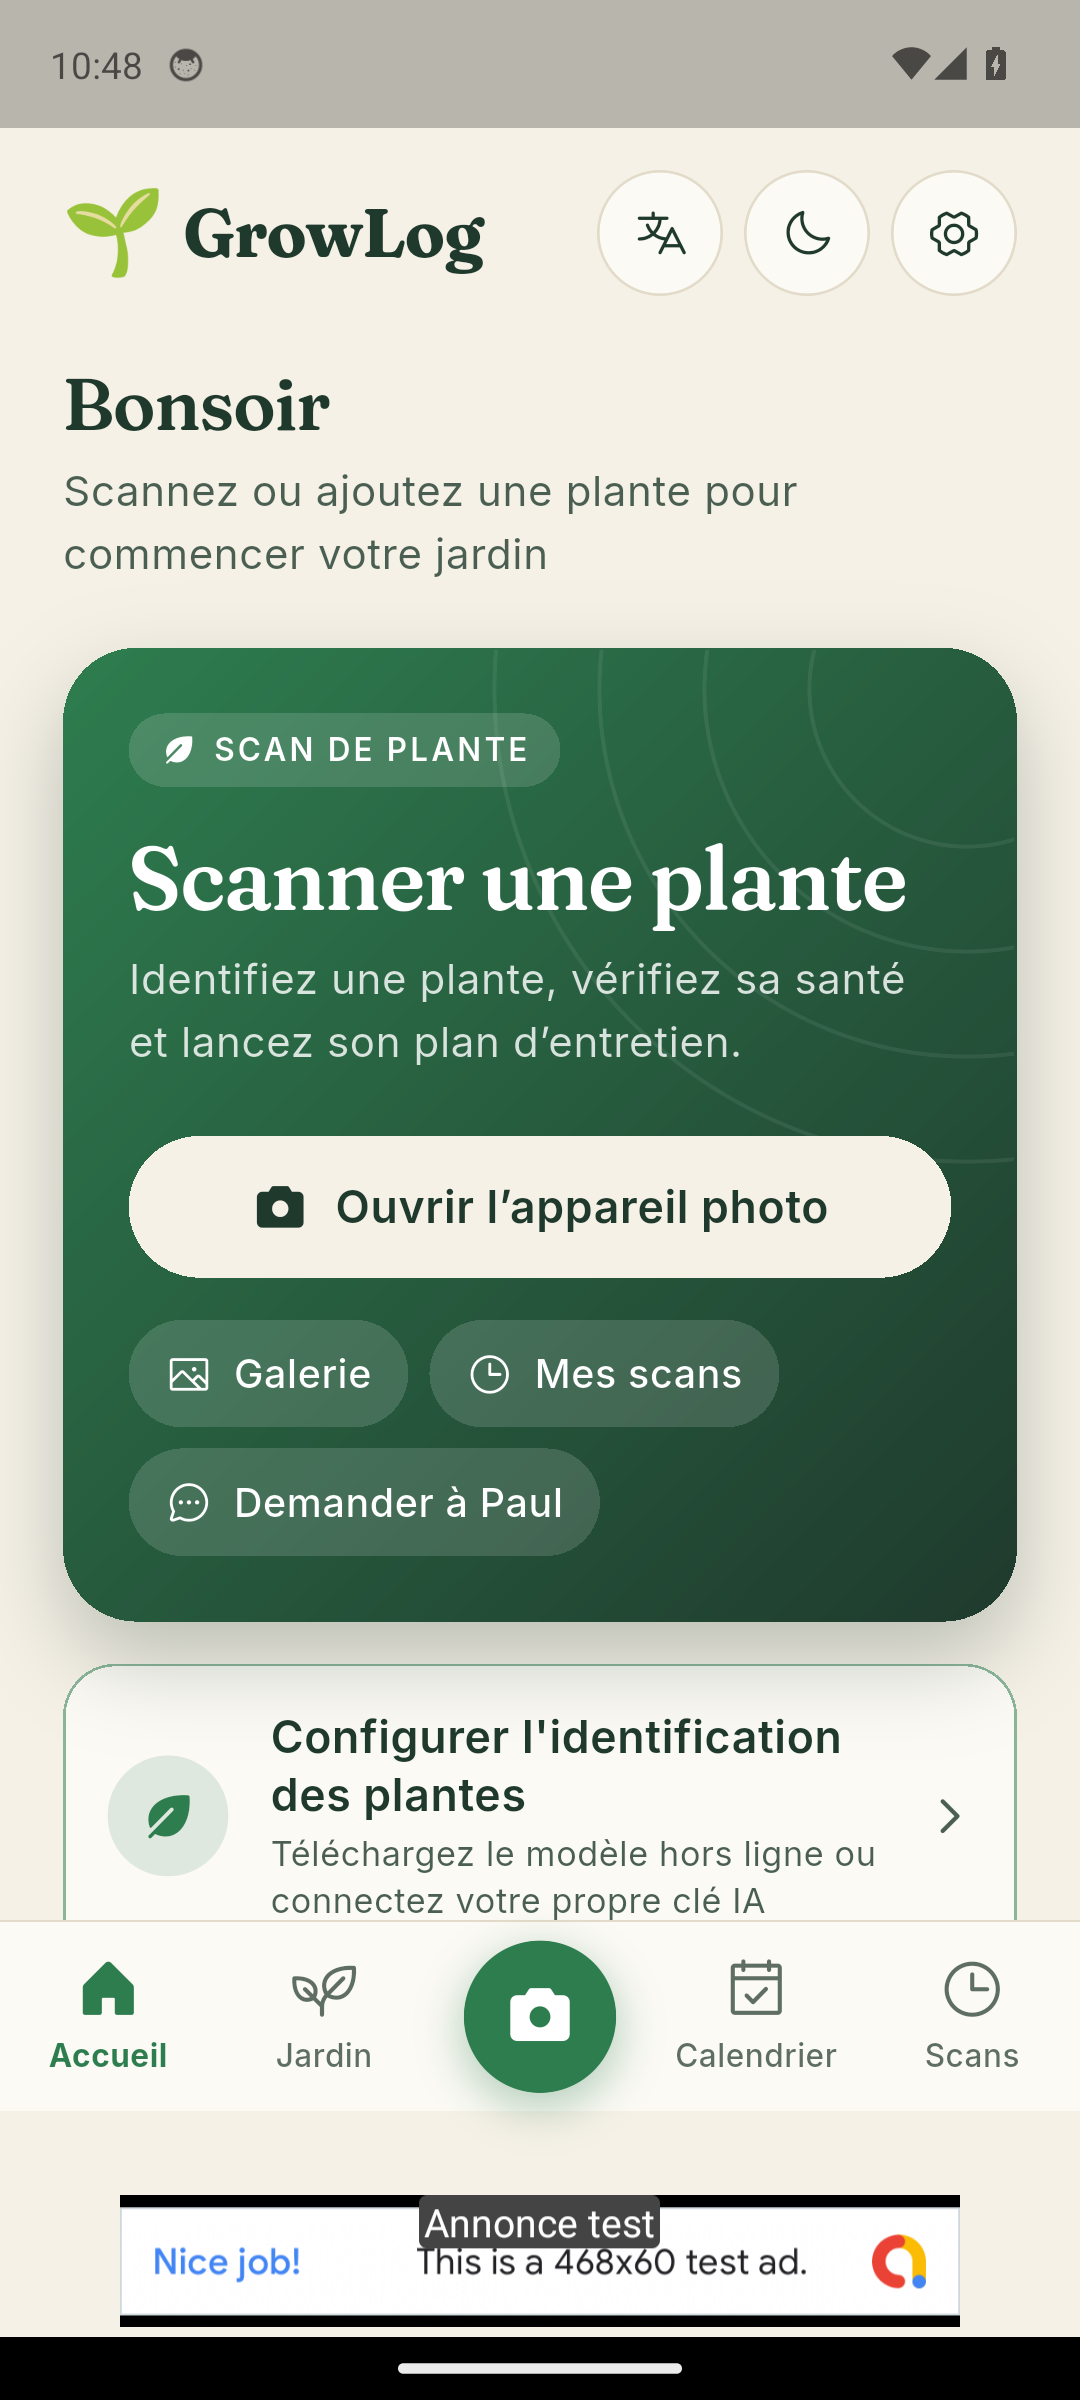 10:48
GrowLog
Bonsoir
Scannez ou ajoutez une plante pour
commencer votre jardin
SCAN DE PLANTE
Scanner une plante
Identifiez une plante, vérifiez sa santé
et lancez son plan d’entretien.
Ouvrir l’appareil photo
Galerie
Mes scans
Demander à Paul
Configurer l'identification
des plantes
Téléchargez le modèle hors ligne ou
connectez votre propre clé IA
Accueil
Jardin
Calendrier
Scans
Annonce test
Nice job!
This is a 468x60 test ad.